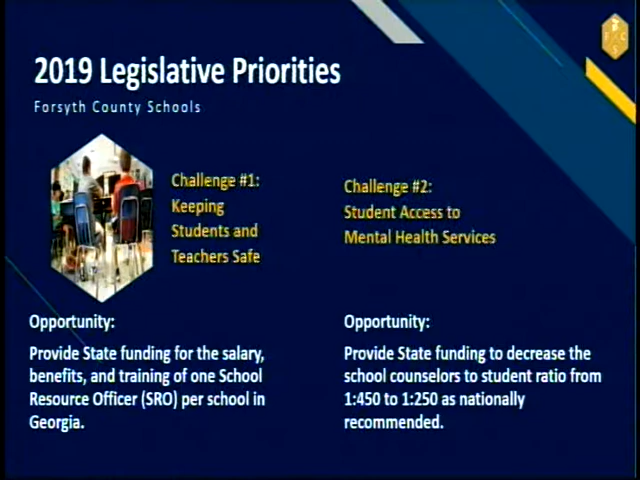 2019 Legislative Priorities
Forsyth County Schools
Challenge #1:
Keeping
Students and
Teachers Safe
Challenge #2:
Student Access to
Mental Health Services
Opportunity:
Provide State funding for the salary,
benefits, and training of one School
Resource Officer (SRO) per school in
Georgia.
Opportunity:
Provide State funding to decrease the
school counselors to student ratio from
1:450 to 1:250 as nationally
recommended.
F C
S